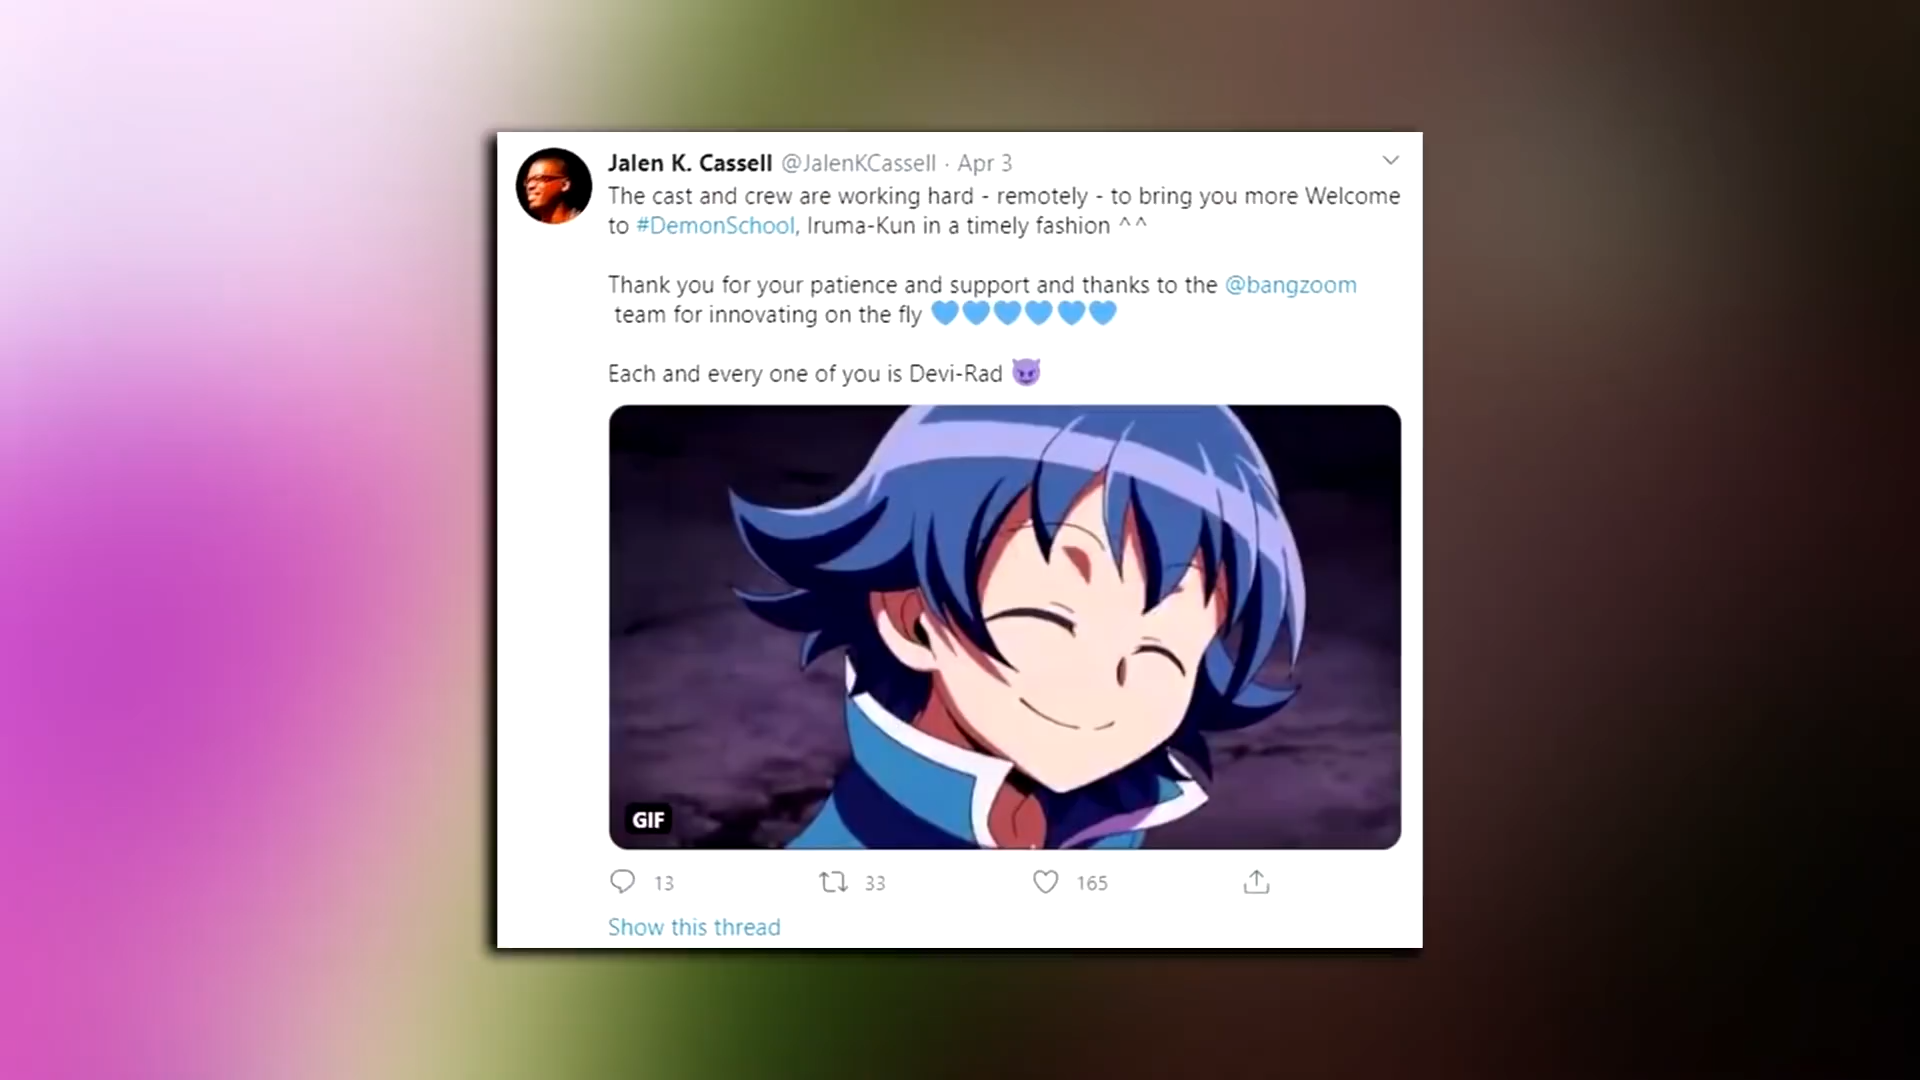 Jalen K. Cassell @JalenKCassell · Apr 3
The cast and crew are working hard - remotely - to bring you more Welcome
to #DemonSchool, Iruma-Kun in a timely fashion ^^
Thank you for your patience and support and thanks to the @bangzoom
team for innovating on the fly 💙💙💙💙💙💙
Each and every one of you is Devi-Rad 😈
GIF
13 33 165
Show this thread